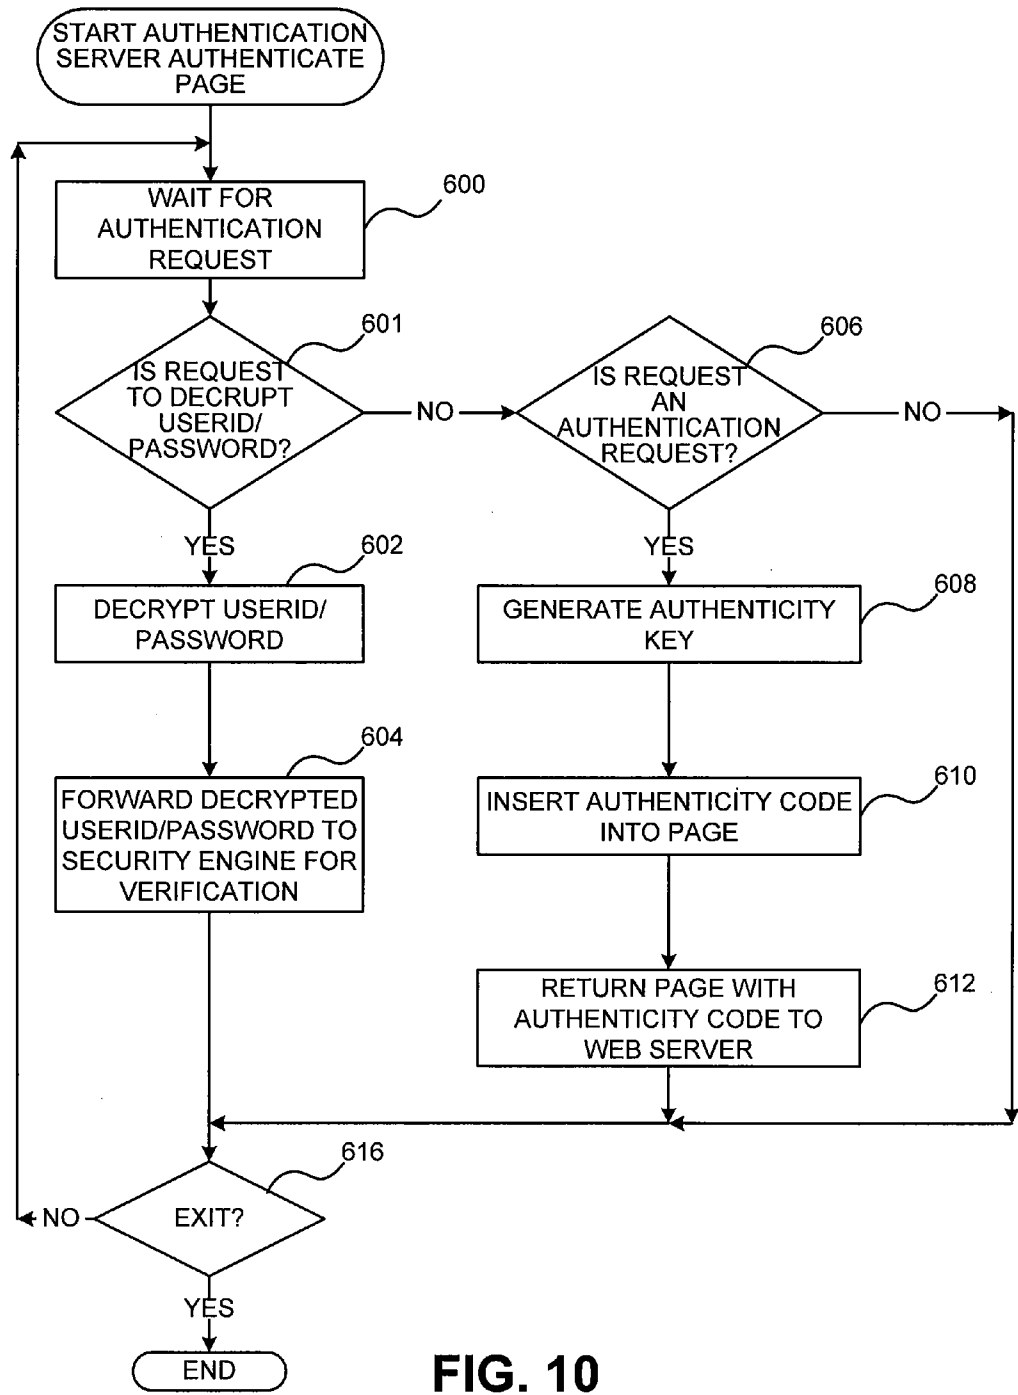 START AUTHENTICATION
SERVER AUTHENTICATE
PAGE
WAIT FOR
AUTHENTICATION
REQUEST
600
IS REQUEST
TO DECRUPT
USERID/
PASSWORD?
601
NO
IS REQUEST
AN
AUTHENTICATION
REQUEST?
606
NO
YES
YES
DECRYPT USERID/
PASSWORD
602
GENERATE AUTHENTICITY
KEY
608
FORWARD DECRYPTED
USERID/PASSWORD TO
SECURITY ENGINE FOR
VERIFICATION
604
INSERT AUTHENTICITY CODE
INTO PAGE
610
RETURN PAGE WITH
AUTHENTICITY CODE TO
WEB SERVER
612
EXIT?
616
NO
YES
END
FIG. 10